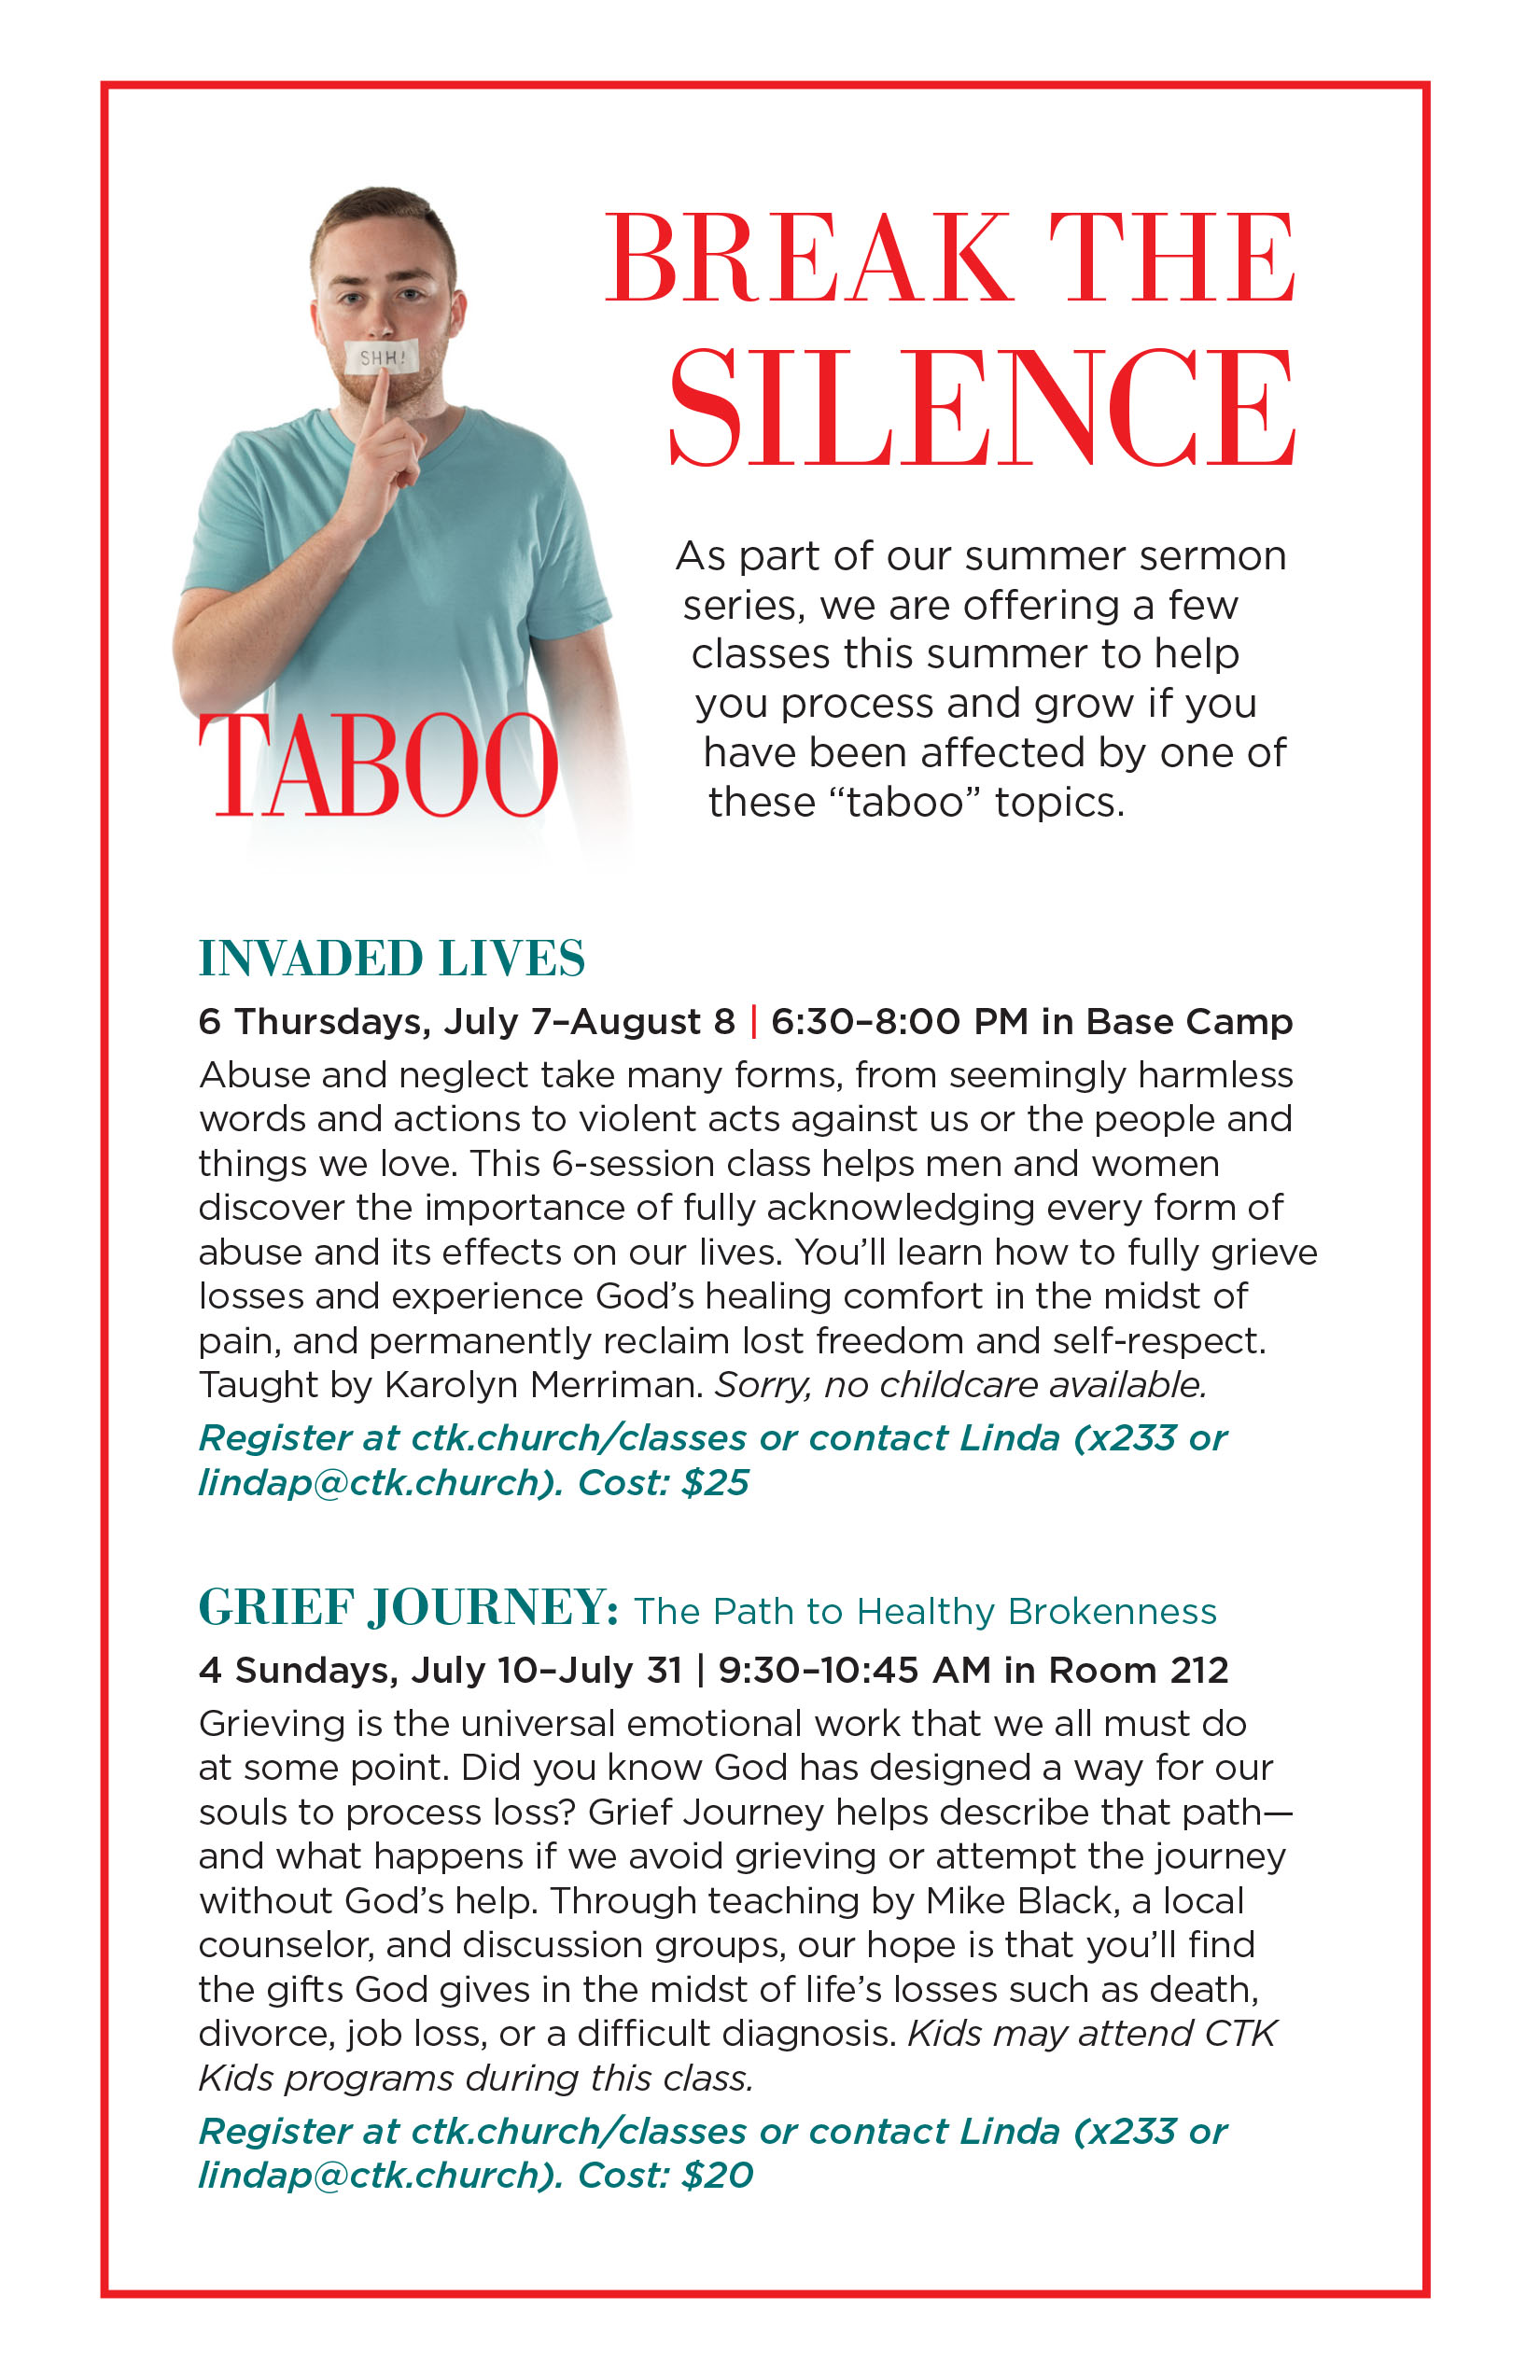 SHH!
TABOO
BREAK THE
SILENCE
As part of our summer sermon
series, we are offering a few
classes this summer to help
you process and grow if you
have been affected by one of
these “taboo” topics.
INVADED LIVES
6 Thursdays, July 7–August 8 | 6:30–8:00 PM in Base Camp
Abuse and neglect take many forms, from seemingly harmless
words and actions to violent acts against us or the people and
things we love. This 6-session class helps men and women
discover the importance of fully acknowledging every form of
abuse and its effects on our lives. You’ll learn how to fully grieve
losses and experience God’s healing comfort in the midst of
pain, and permanently reclaim lost freedom and self-respect.
Taught by Karolyn Merriman. Sorry, no childcare available.
Register at ctk.church/classes or contact Linda (x233 or
lindap@ctk.church). Cost: $25
GRIEF JOURNEY: The Path to Healthy Brokenness
4 Sundays, July 10–July 31 | 9:30–10:45 AM in Room 212
Grieving is the universal emotional work that we all must do
at some point. Did you know God has designed a way for our
souls to process loss? Grief Journey helps describe that path—
and what happens if we avoid grieving or attempt the journey
without God’s help. Through teaching by Mike Black, a local
counselor, and discussion groups, our hope is that you’ll find
the gifts God gives in the midst of life’s losses such as death,
divorce, job loss, or a difficult diagnosis. Kids may attend CTK
Kids programs during this class.
Register at ctk.church/classes or contact Linda (x233 or
lindap@ctk.church). Cost: $20